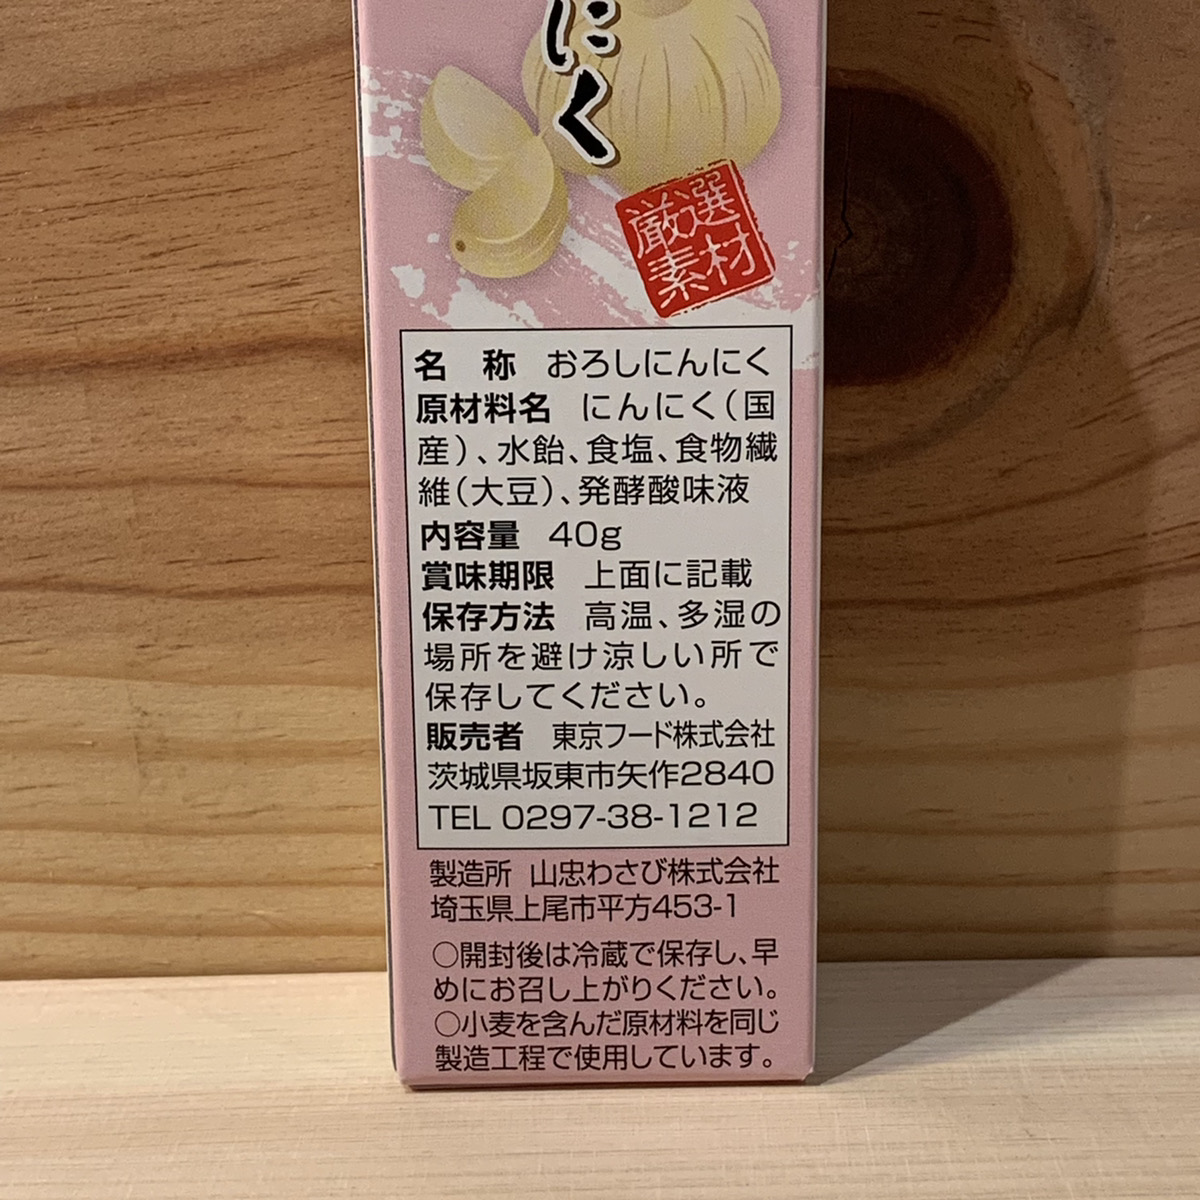 にく
厳選
素材
名称 おろしにんにく
原材料名 にんにく(国
産)、水飴、食塩、食物繊
維(大豆)、発酵酸味液
内容量 40g
賞味期限 上面に記載
保存方法 高温、多湿の
場所を避け涼しい所で
保存してください。
販売者 東京フード株式会社
茨城県坂東市矢作2840
TEL 0297-38-1212
製造所 山忠わさび株式会社
埼玉県上尾市平方453-1
○開封後は冷蔵で保存し、早
めにお召し上がりください。
○小麦を含んだ原材料を同じ
製造工程で使用しています。